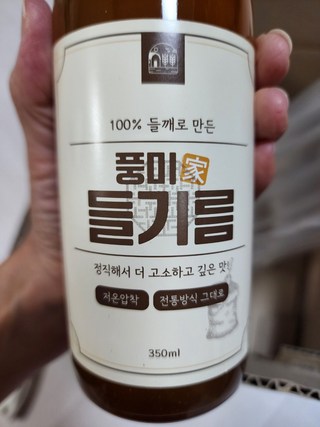 100% 들깨로 만든
풍미家
들기름
정직해서 더 고소하고 깊은 맛!
저온압착 전통방식 그대로
350ml